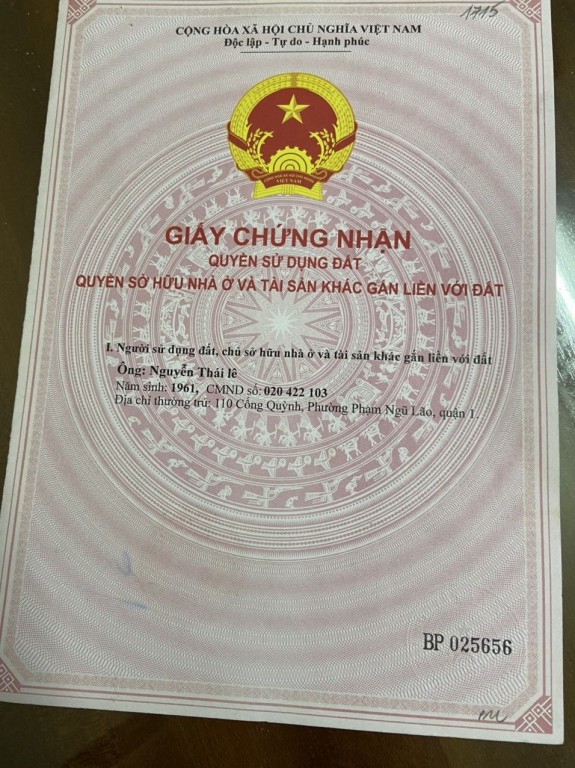 1715
CỘNG HÒA XÃ HỘI CHỦ NGHĨA VIỆT NAM
Độc lập - Tự do - Hạnh phúc
VIỆT NAM
GIẤY CHỨNG NHẬN
QUYỀN SỬ DỤNG ĐẤT
QUYỀN SỞ HỮU NHÀ Ở VÀ TÀI SẢN KHÁC GẮN LIỀN VỚI ĐẤT
I. Người sử dụng đất, chủ sở hữu nhà ở và tài sản khác gắn liền với đất
Ông: Nguyễn Thái lê
Năm sinh: 1961, CMND số: 020 422 103
Địa chỉ thường trú: 110 Cống Quỳnh, Phường Phạm Ngũ Lão, quận 1.
BP 025656